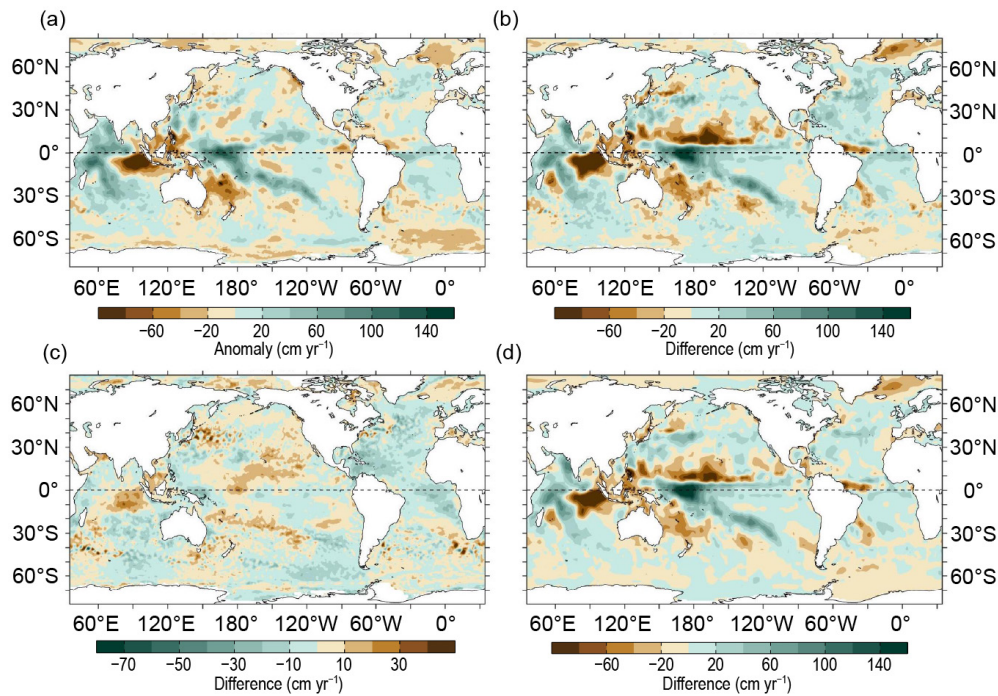 (a)
(b)
60°N
30°N
0°
30°S
60°S
60°N
30°N
0°
30°S
60°S
60°E 120°E 180° 120°W 60°W 0°
60°E 120°E 180° 120°W 60°W 0°
−60 −20 20 60 100 140
Anomaly (cm yr⁻¹)
−60 −20 20 60 100 140
Difference (cm yr⁻¹)
(c)
(d)
60°N
30°N
0°
30°S
60°S
60°N
30°N
0°
30°S
60°S
60°E 120°E 180° 120°W 60°W 0°
60°E 120°E 180° 120°W 60°W 0°
−70 −50 −30 −10 10 30
Difference (cm yr⁻¹)
−60 −20 20 60 100 140
Difference (cm yr⁻¹)